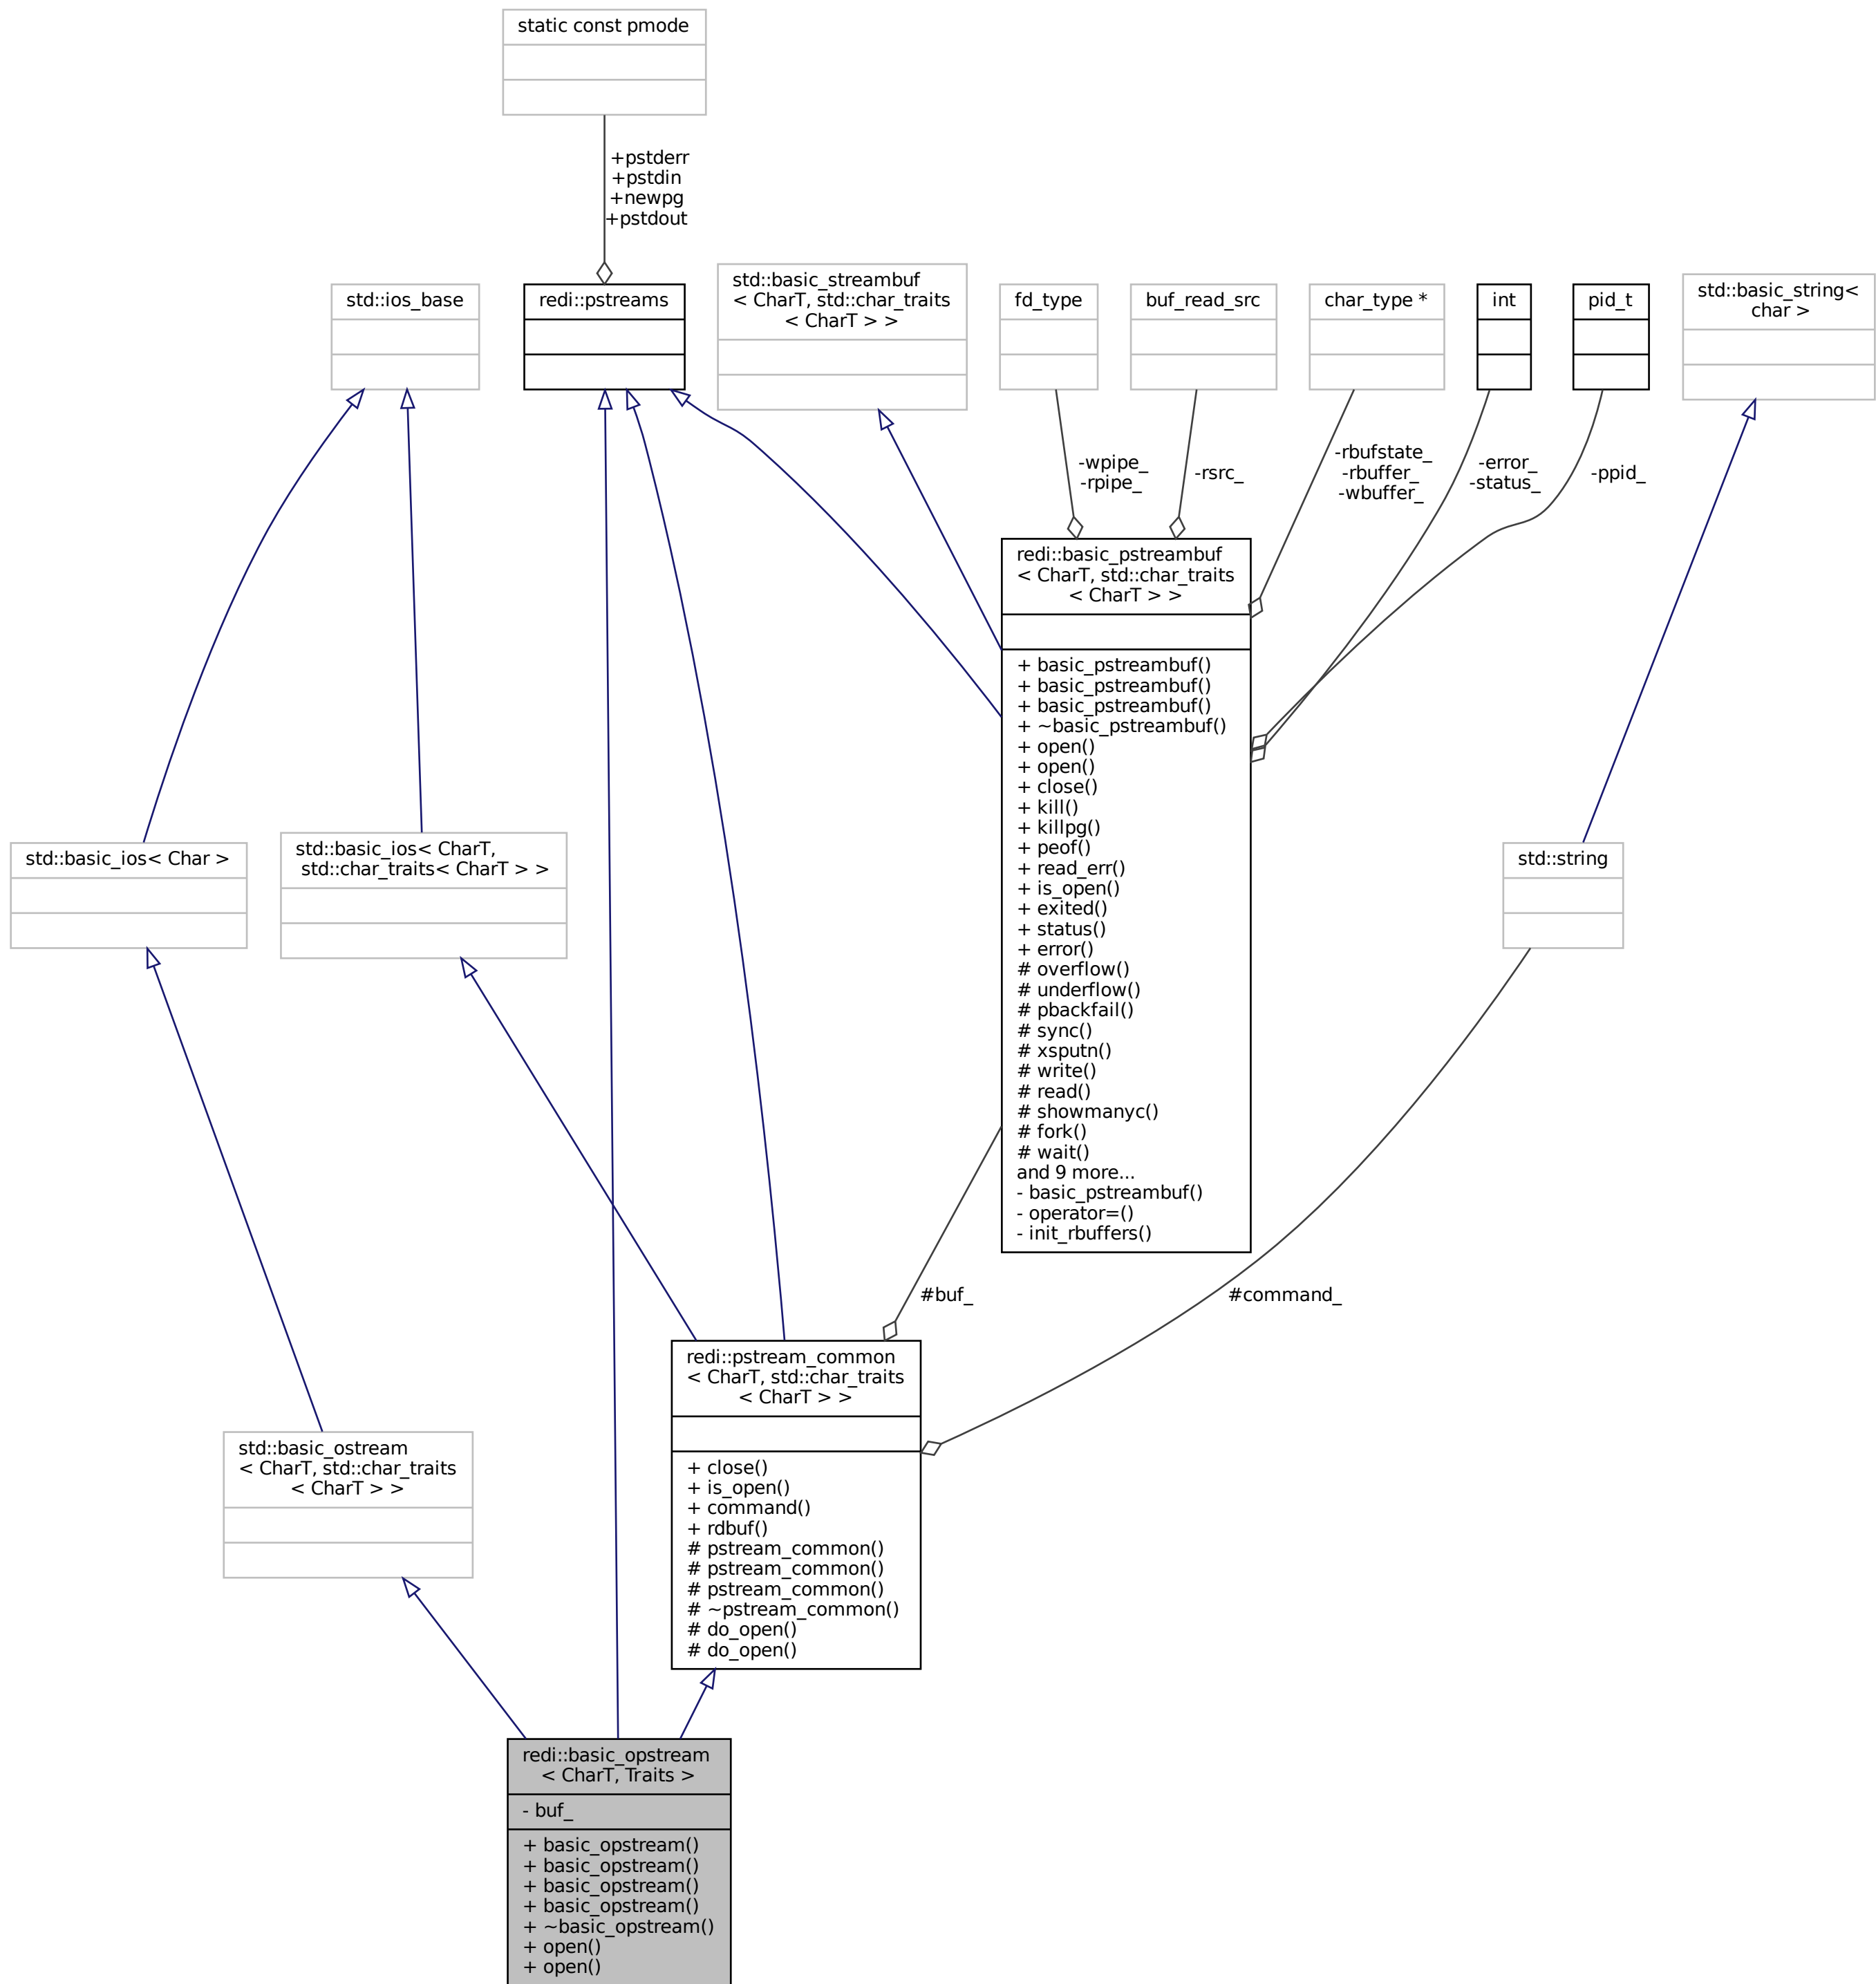 static const pmode
+pstderr
+pstdin
+newpg
+pstdout
std::ios_base
redi::pstreams
std::basic_streambuf
< CharT, std::char_traits
< CharT > >
fd_type
buf_read_src
char_type *
int
pid_t
std::basic_string<
char >
-wpipe_
-rpipe_
-rsrc_
-rbufstate_
-rbuffer_
-wbuffer_
-error_
-status_
-ppid_
redi::basic_pstreambuf
< CharT, std::char_traits
< CharT > >
+ basic_pstreambuf()
+ basic_pstreambuf()
+ basic_pstreambuf()
+ ~basic_pstreambuf()
+ open()
+ open()
+ close()
+ kill()
+ killpg()
+ peof()
+ read_err()
+ is_open()
+ exited()
+ status()
+ error()
# overflow()
# underflow()
# pbackfail()
# sync()
# xsputn()
# write()
# read()
# showmanyc()
# fork()
# wait()
and 9 more...
- basic_pstreambuf()
- operator=()
- init_rbuffers()
std::basic_ios< Char >
std::basic_ios< CharT,
std::char_traits< CharT > >
std::string
#buf_
#command_
redi::pstream_common
< CharT, std::char_traits
< CharT > >
+ close()
+ is_open()
+ command()
+ rdbuf()
# pstream_common()
# pstream_common()
# pstream_common()
# ~pstream_common()
# do_open()
# do_open()
std::basic_ostream
< CharT, std::char_traits
< CharT > >
redi::basic_opstream
< CharT, Traits >
- buf_
+ basic_opstream()
+ basic_opstream()
+ basic_opstream()
+ basic_opstream()
+ ~basic_opstream()
+ open()
+ open()